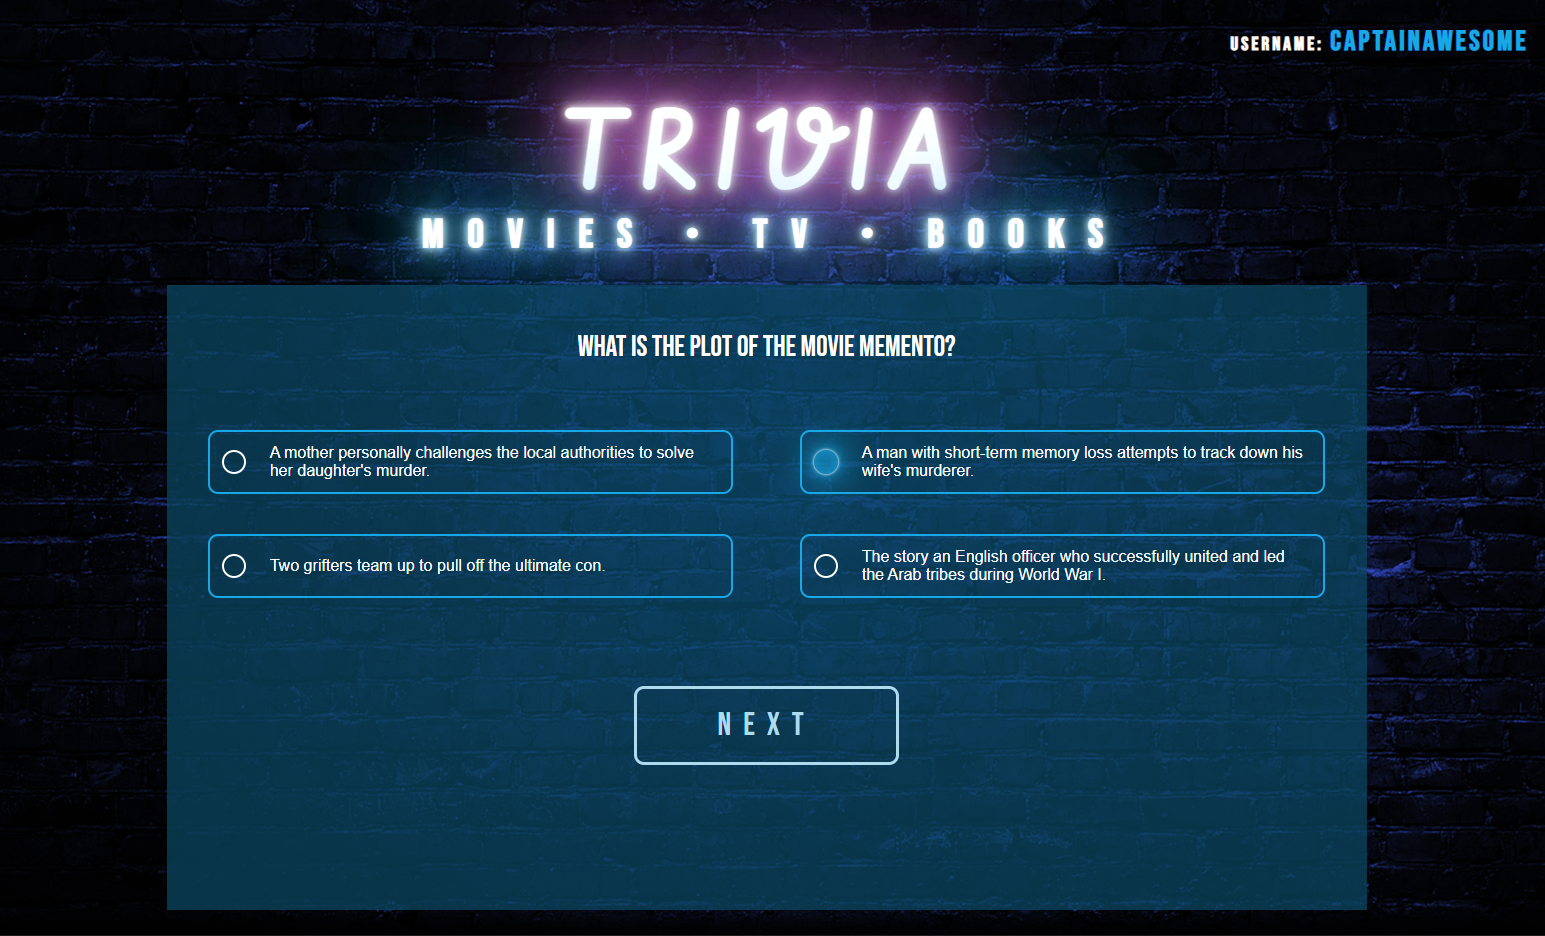 USERNAME: CAPTAINAWESOME
TRIVIA
MOVIES • TV • BOOKS
WHAT IS THE PLOT OF THE MOVIE MEMENTO?
A mother personally challenges the local authorities to solve
her daughter's murder.
A man with short-term memory loss attempts to track down his
wife's murderer.
Two grifters team up to pull off the ultimate con.
The story an English officer who successfully united and led
the Arab tribes during World War I.
NEXT